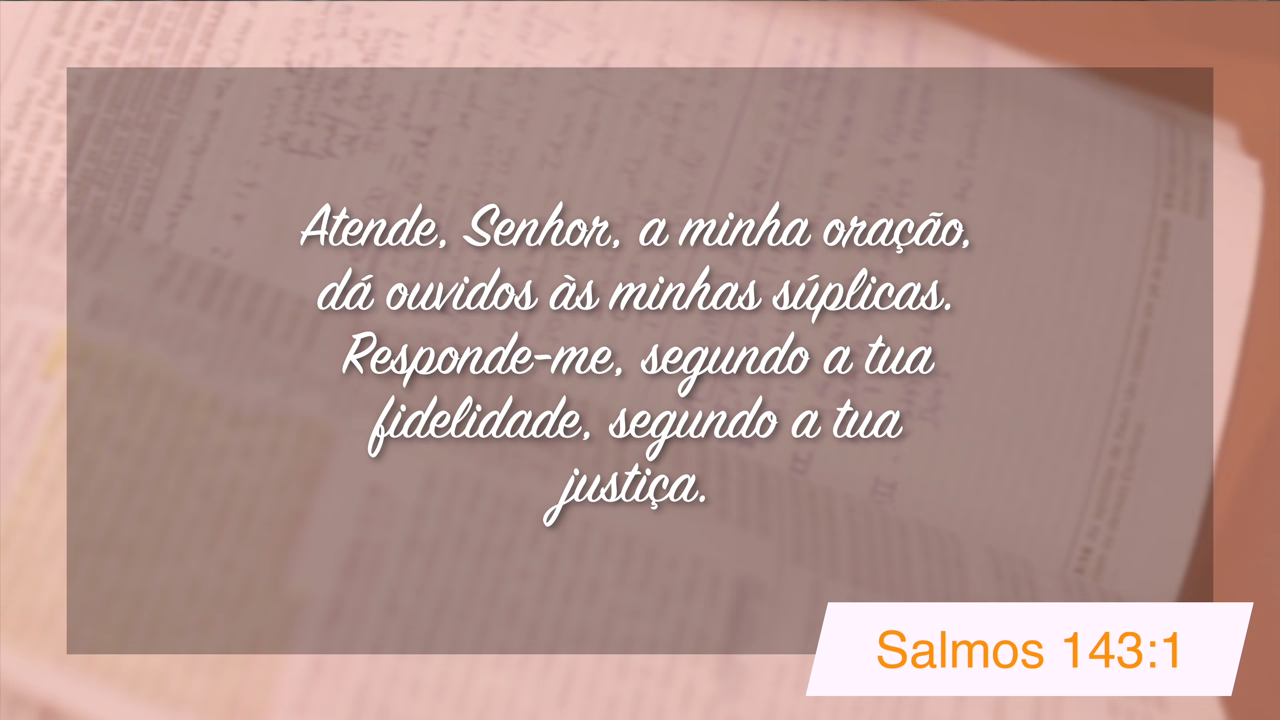 Atende, Senhor, a minha oração,
dá ouvidos às minhas súplicas.
Responde-me, segundo a tua
fidelidade, segundo a tua
justiça.
Salmos 143:1